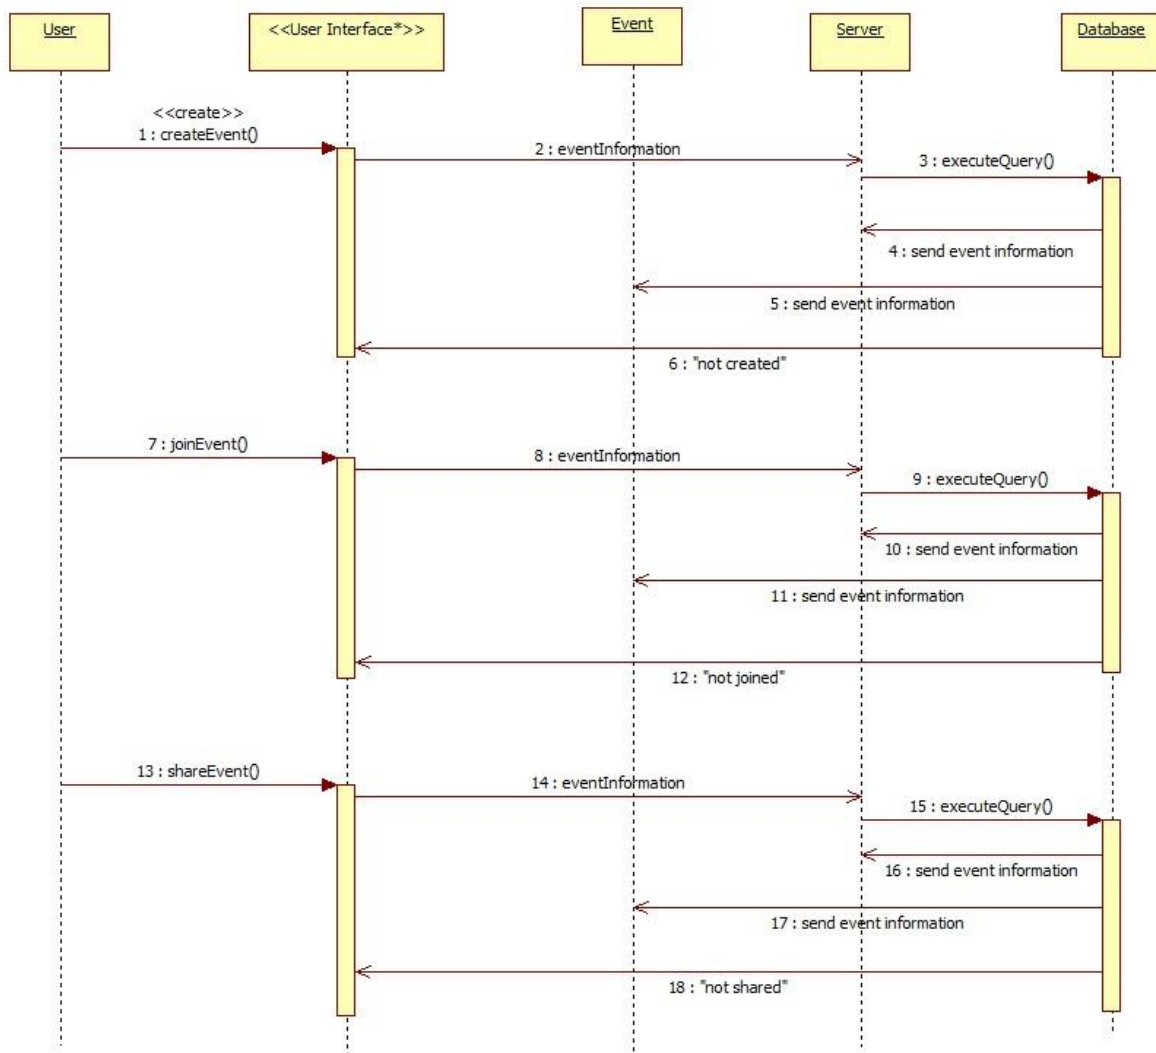 User
<<User Interface*>>
Event
Server
Database
<<create>>
1 : createEvent()
2 : eventInformation
3 : executeQuery()
4 : send event information
5 : send event information
6 : "not created"
7 : joinEvent()
8 : eventInformation
9 : executeQuery()
10 : send event information
11 : send event information
12 : "not joined"
13 : shareEvent()
14 : eventInformation
15 : executeQuery()
16 : send event information
17 : send event information
18 : "not shared"